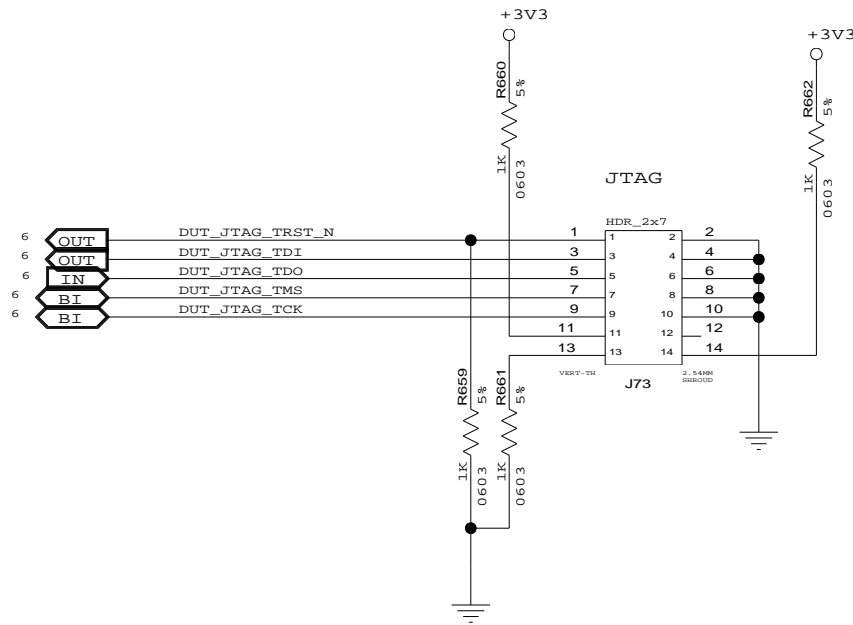 +3V3
+3V3
R660
5%
1K
0603
R662
5%
1K
0603
JTAG
HDR_2x7
6 OUT DUT_JTAG_TRST_N 1 1 2 2
6 OUT DUT_JTAG_TDI 3 3 4 4
6 IN DUT_JTAG_TDO 5 5 6 6
6 BI DUT_JTAG_TMS 7 7 8 8
6 BI DUT_JTAG_TCK 9 9 10 10
11 11 12 12
13 13 14 14
VERT-TH
2.54MM
SHROUD
J73
R659
5%
1K
0603
R661
5%
1K
0603